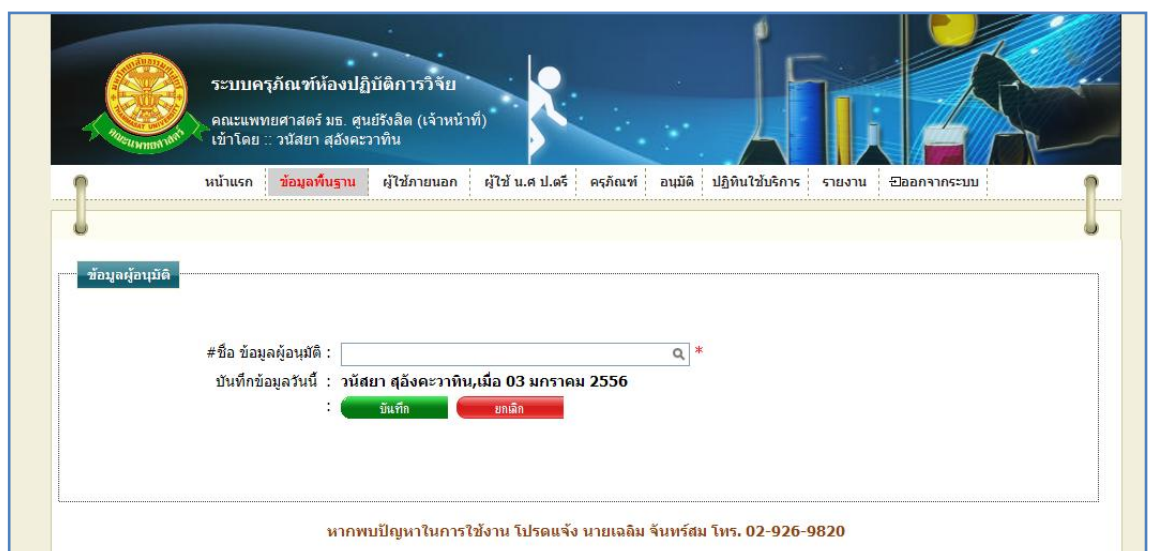 ระบบครุภัณฑ์ห้องปฏิบัติการวิจัย
คณะแพทยศาสตร์ มธ. ศูนย์รังสิต (เจ้าหน้าที่)
เข้าโดย :: วนัสยา สุอังคะวาทิน
คณะแพทยศาสตร์
หน้าแรก ข้อมูลพื้นฐาน ผู้ใช้ภายนอก ผู้ใช้ น.ศ ป.ตรี ครุภัณฑ์ อนุมัติ ปฏิทินใช้บริการ รายงาน ออกจากระบบ
ข้อมูลผู้อนุมัติ
#ชื่อ ข้อมูลผู้อนุมัติ : *
บันทึกข้อมูลวันนี้ : วนัสยา สุอังคะวาทิน,เมื่อ 03 มกราคม 2556
: บันทึก ยกเลิก
หากพบปัญหาในการใช้งาน โปรดแจ้ง นายเฉลิม จันทร์สม โทร. 02-926-9820